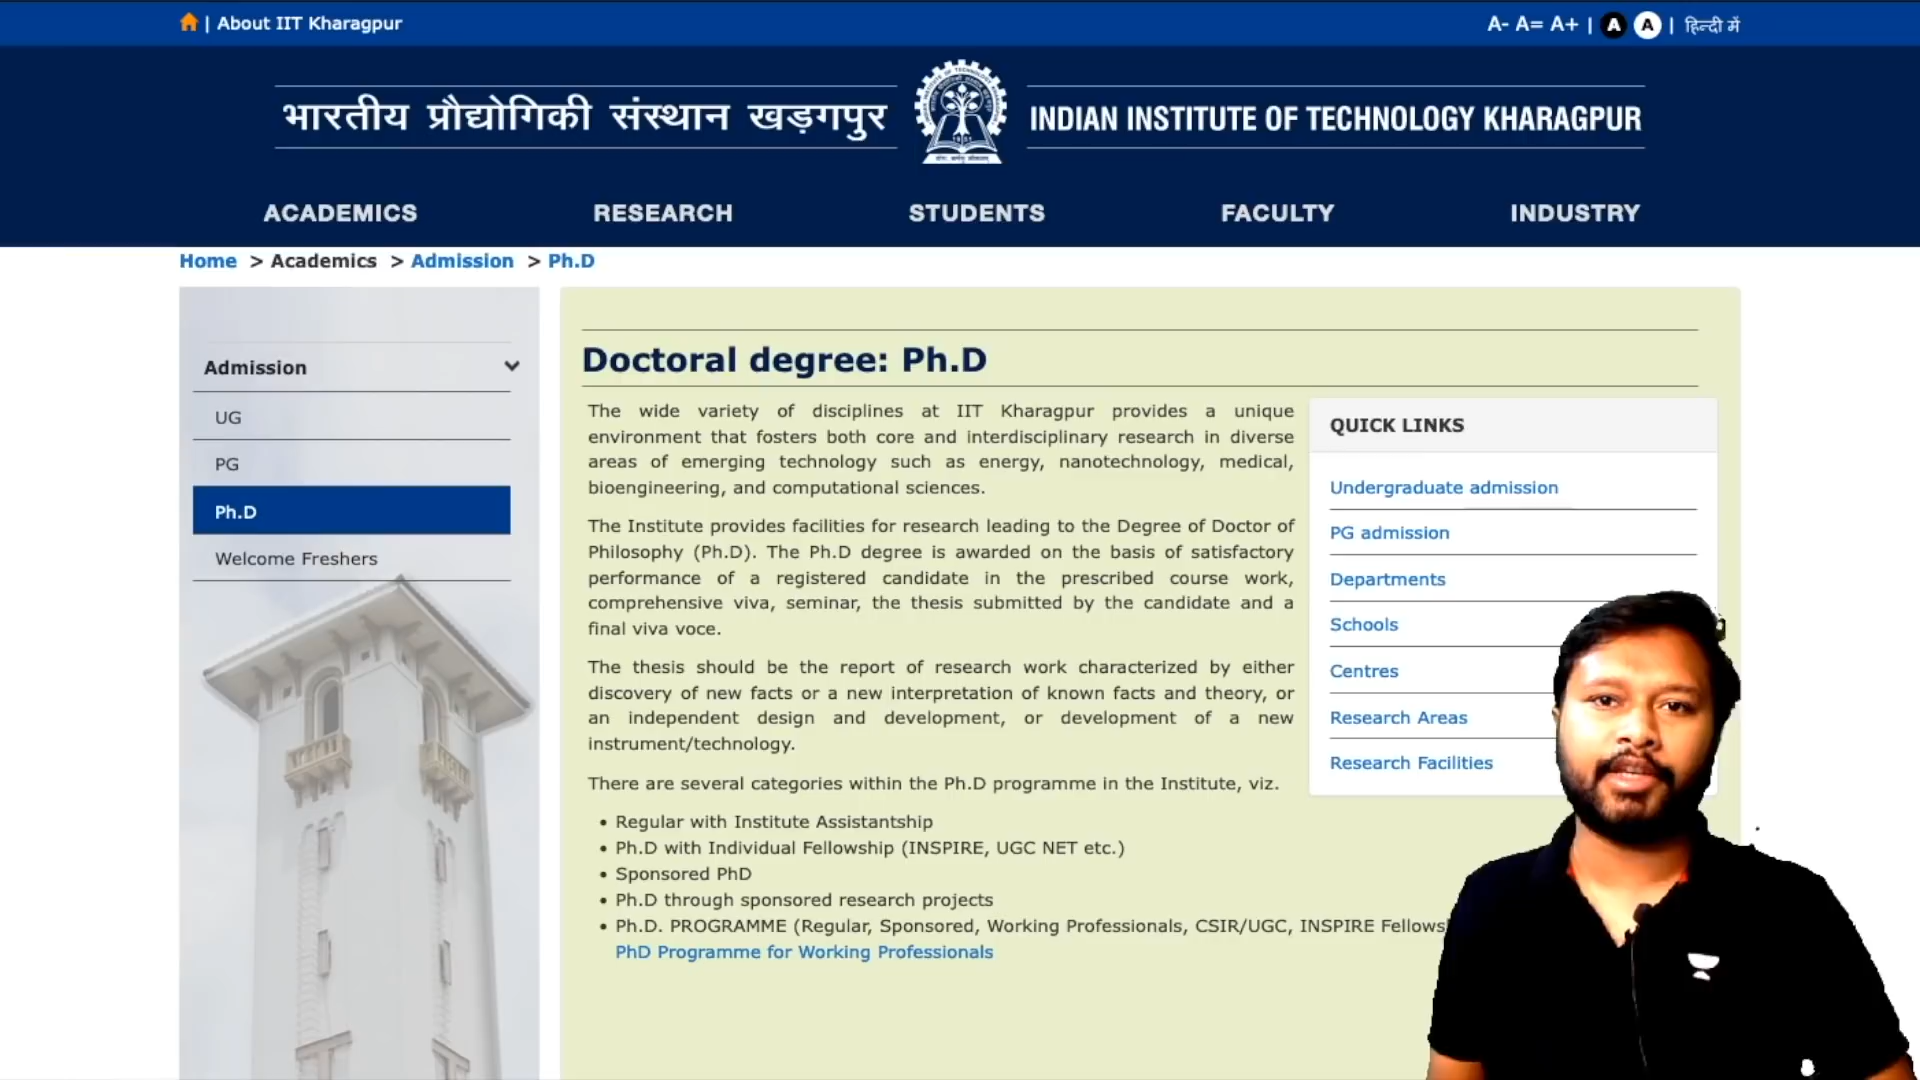 | About IIT Kharagpur
A- A= A+ | A A | हिन्दी में
भारतीय प्रौद्योगिकी संस्थान खड़गपुर
INDIAN INSTITUTE OF TECHNOLOGY KHARAGPUR
ACADEMICS
RESEARCH
STUDENTS
FACULTY
INDUSTRY
Home > Academics > Admission > Ph.D
Admission
UG
PG
Ph.D
Welcome Freshers
Doctoral degree: Ph.D
The wide variety of disciplines at IIT Kharagpur provides a unique
environment that fosters both core and interdisciplinary research in diverse
areas of emerging technology such as energy, nanotechnology, medical,
bioengineering, and computational sciences.
The Institute provides facilities for research leading to the Degree of Doctor of
Philosophy (Ph.D). The Ph.D degree is awarded on the basis of satisfactory
performance of a registered candidate in the prescribed course work,
comprehensive viva, seminar, the thesis submitted by the candidate and a
final viva voce.
The thesis should be the report of research work characterized by either
discovery of new facts or a new interpretation of known facts and theory, or
an independent design and development, or development of a new
instrument/technology.
There are several categories within the Ph.D programme in the Institute, viz.
• Regular with Institute Assistantship
• Ph.D with Individual Fellowship (INSPIRE, UGC NET etc.)
• Sponsored PhD
• Ph.D through sponsored research projects
• Ph.D. PROGRAMME (Regular, Sponsored, Working Professionals, CSIR/UGC, INSPIRE Fellows
PhD Programme for Working Professionals
QUICK LINKS
Undergraduate admission
PG admission
Departments
Schools
Centres
Research Areas
Research Facilities